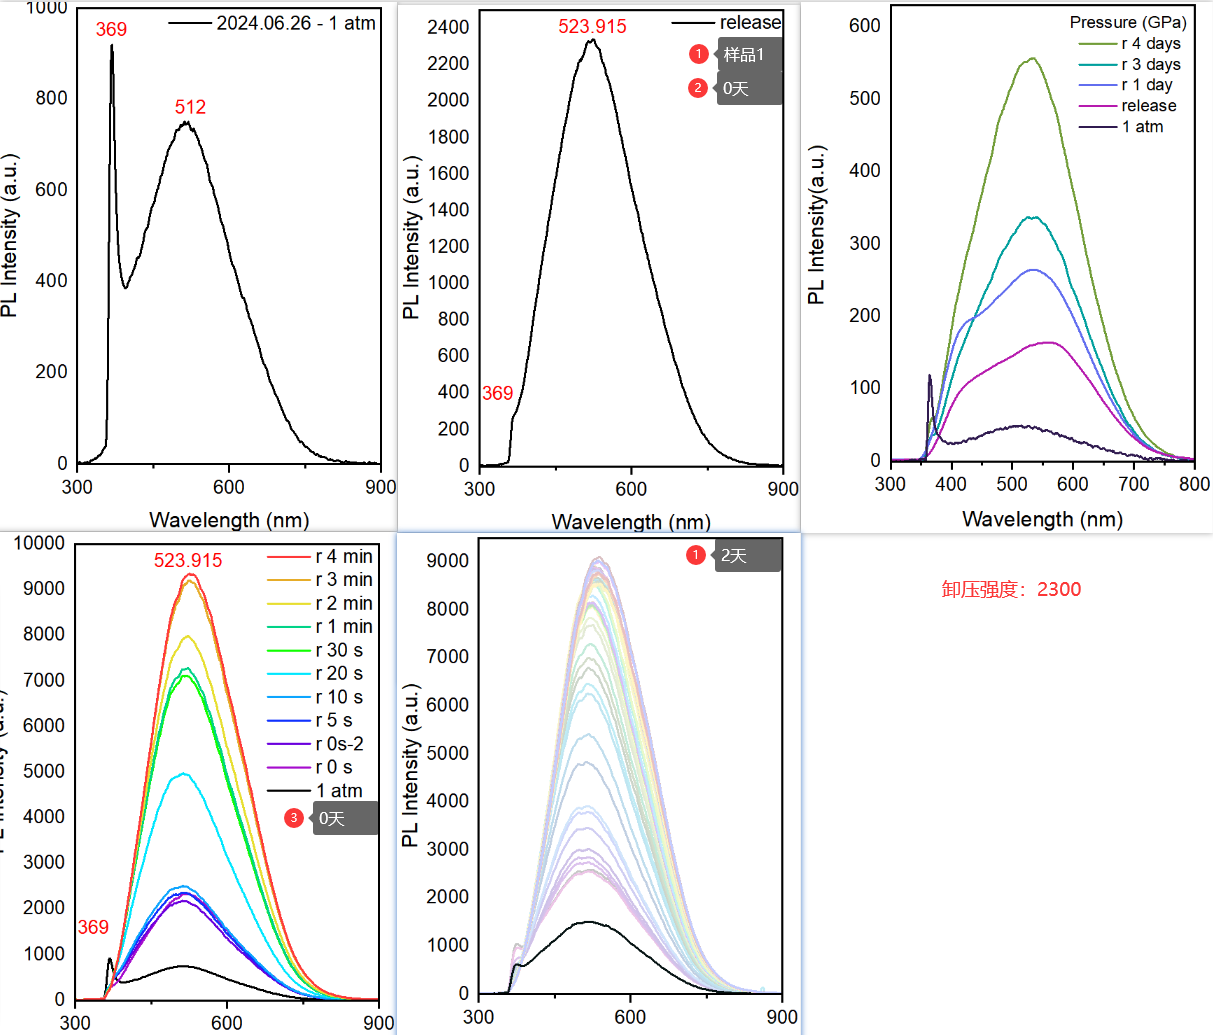 1000
800
600
400
200
0
300
600
900
PL Intensity (a.u.)
Wavelength (nm)
2024.06.26 - 1 atm
369
512
2400
2200
2000
1800
1600
1400
1200
1000
800
600
400
200
0
300
600
900
PL Intensity (a.u.)
Wavelength (nm)
release
523.915
1 样品1
2 0天
369
600
500
400
300
200
100
0
300
400
500
600
700
800
PL Intensity(a.u.)
Wavelength (nm)
Pressure (GPa)
r 4 days
r 3 days
r 1 day
release
1 atm
10000
9000
8000
7000
6000
5000
4000
3000
2000
1000
0
300
600
900
PL Intensity (a.u.)
523.915
r 4 min
r 3 min
r 2 min
r 1 min
r 30 s
r 20 s
r 10 s
r 5 s
r 0s-2
r 0 s
1 atm
3 0天
369
9000
8000
7000
6000
5000
4000
3000
2000
1000
0
300
600
900
PL Intensity (a.u.)
1 2天
卸压强度：2300